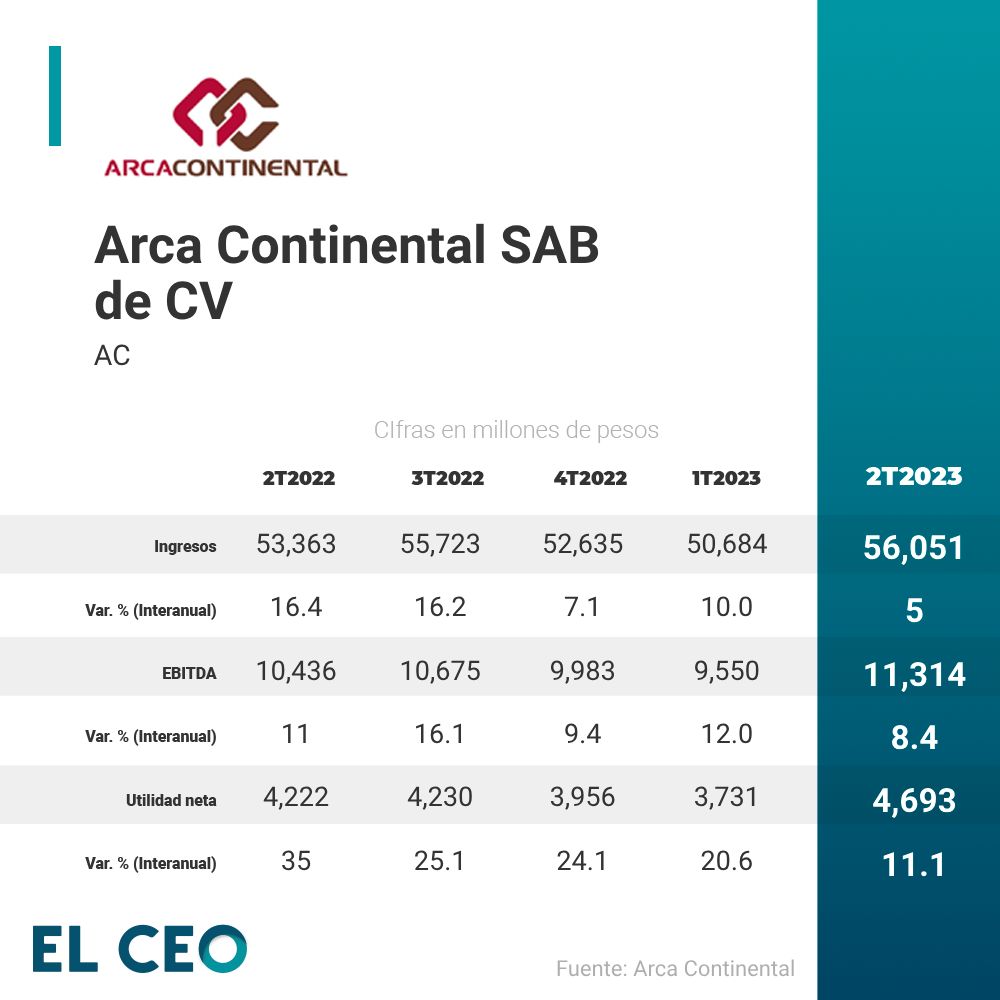 ARCACONTINENTAL
Arca Continental SAB
de CV
AC
CIfras en millones de pesos
2T2022 3T2022 4T2022 1T2023 2T2023
Ingresos 53,363 55,723 52,635 50,684 56,051
Var. % (Interanual) 16.4 16.2 7.1 10.0 5
EBITDA 10,436 10,675 9,983 9,550 11,314
Var. % (Interanual) 11 16.1 9.4 12.0 8.4
Utilidad neta 4,222 4,230 3,956 3,731 4,693
Var. % (Interanual) 35 25.1 24.1 20.6 11.1
EL CEO
Fuente: Arca Continental